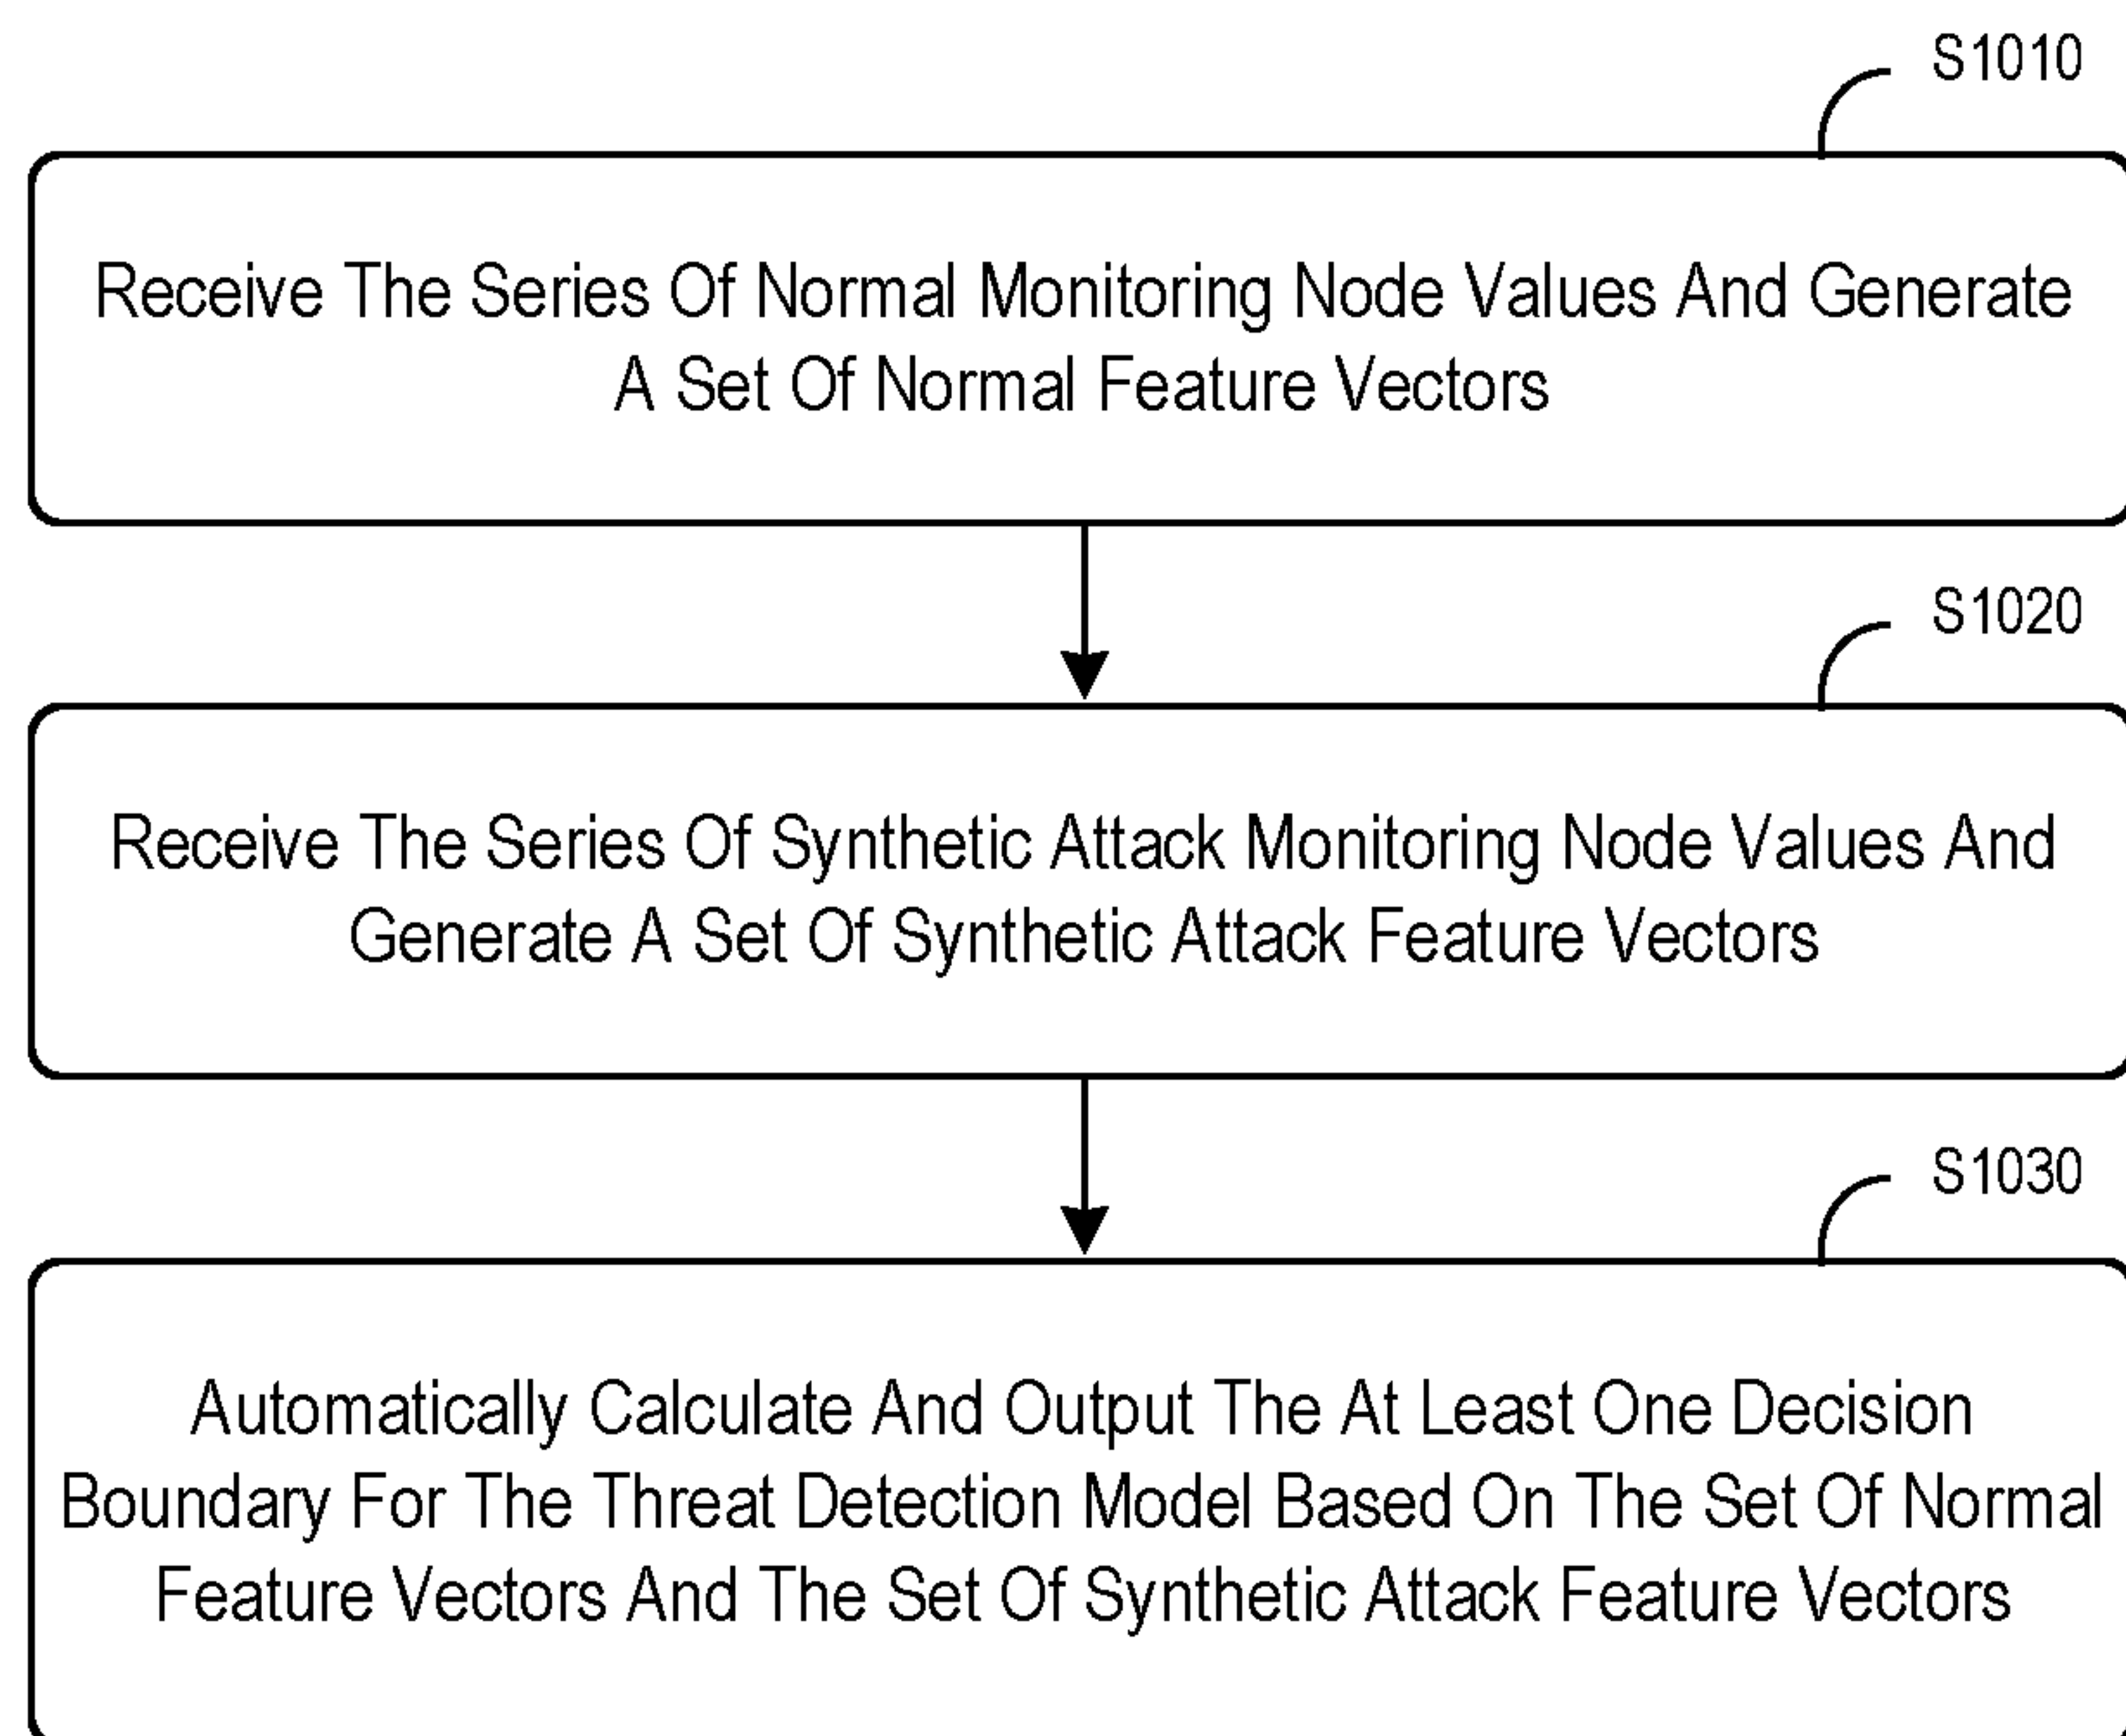 S1010
Receive The Series Of Normal Monitoring Node Values And Generate
A Set Of Normal Feature Vectors
S1020
Receive The Series Of Synthetic Attack Monitoring Node Values And
Generate A Set Of Synthetic Attack Feature Vectors
S1030
Automatically Calculate And Output The At Least One Decision
Boundary For The Threat Detection Model Based On The Set Of Normal
Feature Vectors And The Set Of Synthetic Attack Feature Vectors